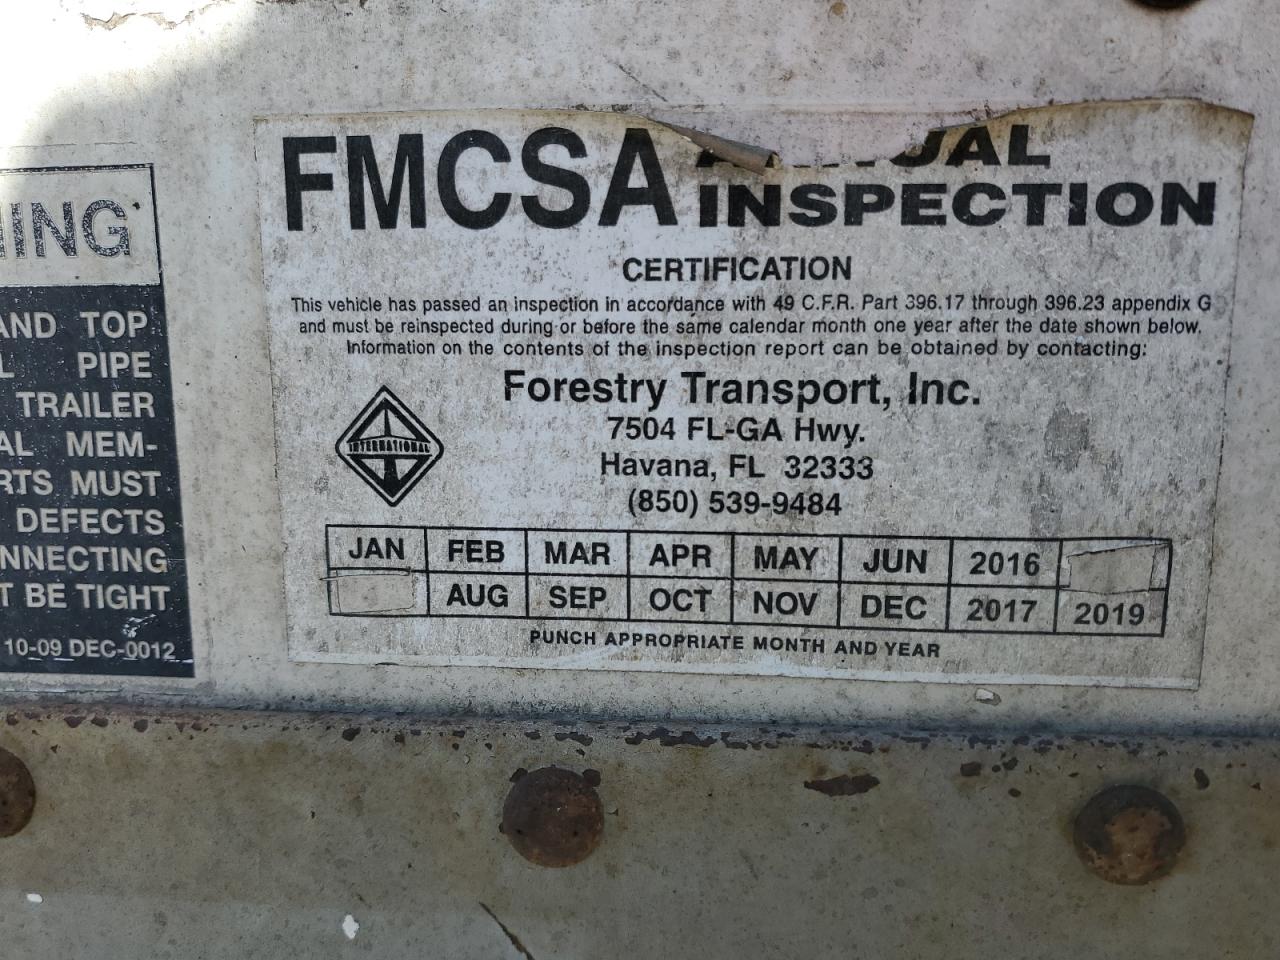 FMCSA
INSPECTION
CERTIFICATION
This vehicle has passed an inspection in accordance with 49 C.F.R. Part 396.17 through 396.23 appendix G
and must be reinspected during or before the same calendar month one year after the date shown below.
Information on the contents of the inspection report can be obtained by contacting:
Forestry Transport, Inc.
7504 FL-GA Hwy.
Havana, FL 32333
(850) 539-9484
INTERNATIONAL
JAN FEB MAR APR MAY JUN 2016
AUG SEP OCT NOV DEC 2017 2019
PUNCH APPROPRIATE MONTH AND YEAR
AND TOP
PIPE
TRAILER
MEM-
MUST
DEFECTS
BE TIGHT
10-09 DEC-0012